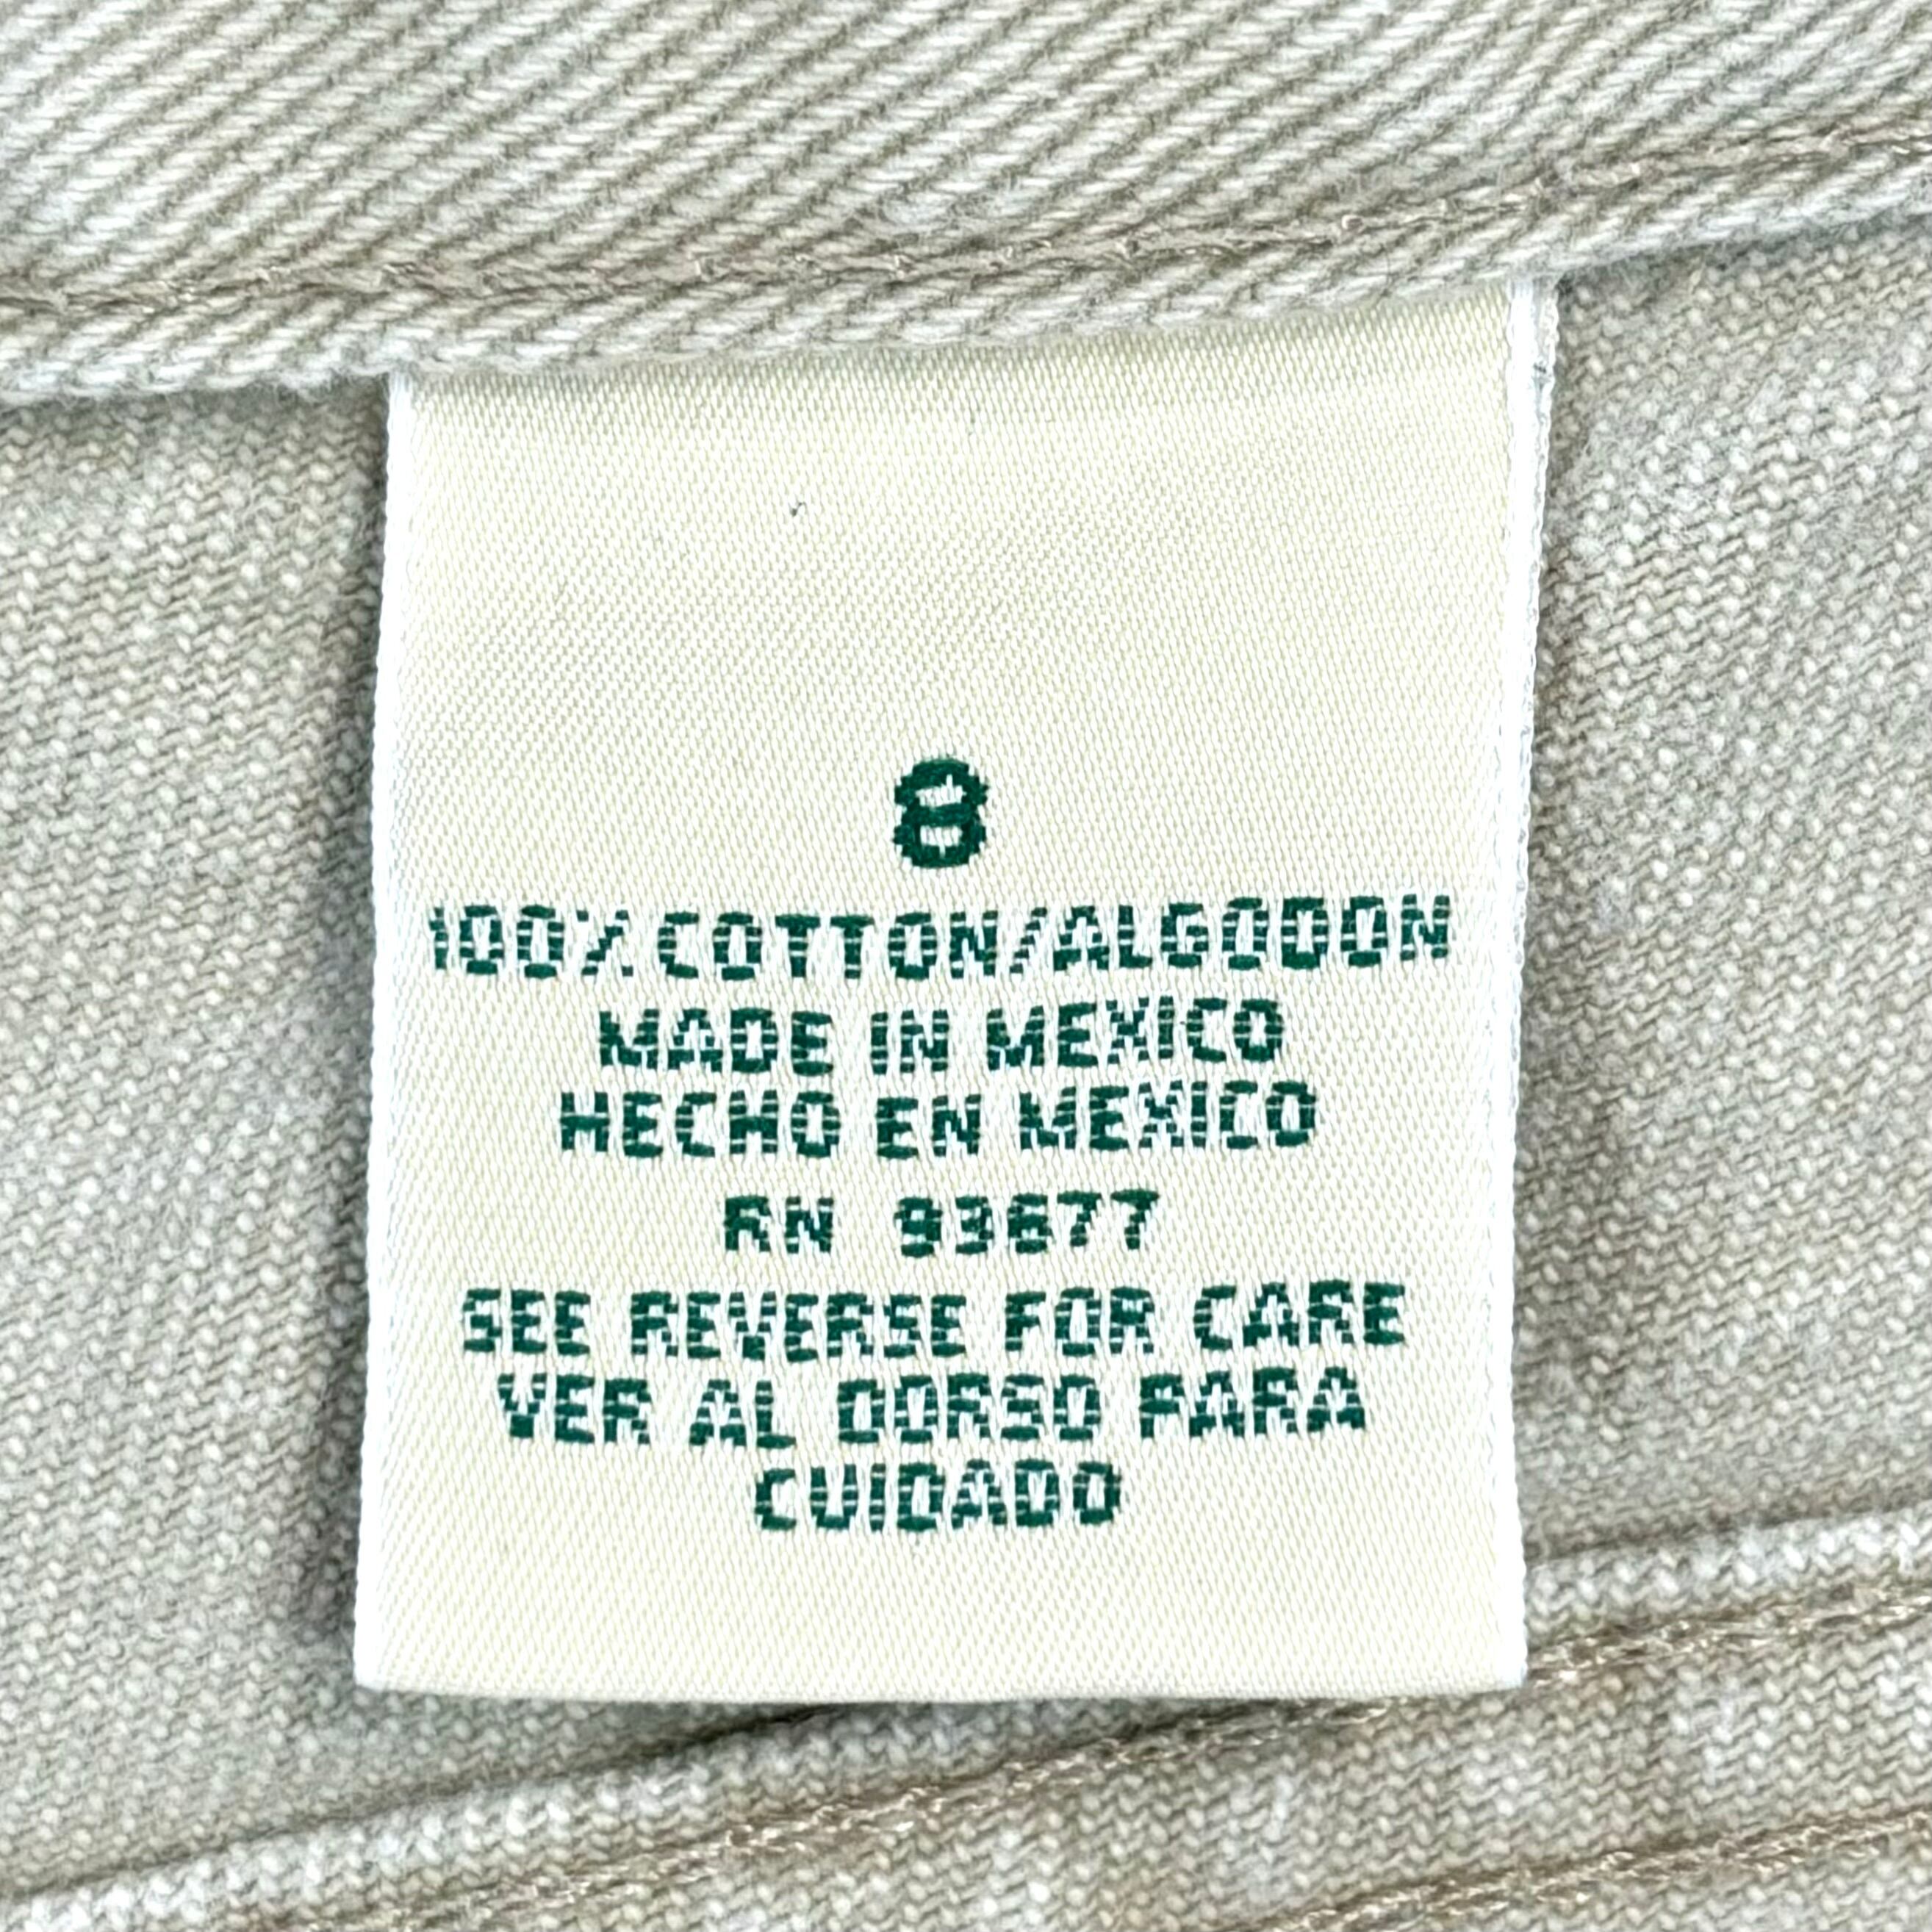 8
100% COTTON/ALGODON
MADE IN MEXICO
HECHO EN MEXICO
RN 93677
SEE REVERSE FOR CARE
VER AL DORSO PARA
CUIDADO